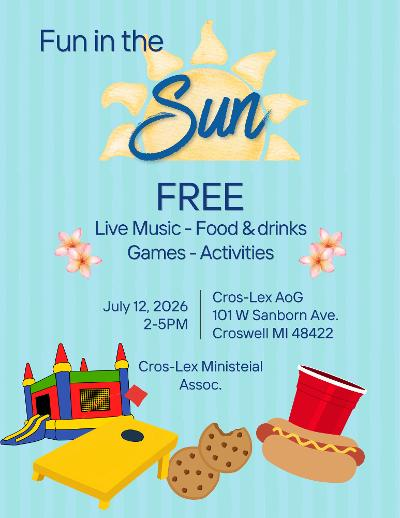 Fun in the
Sun
FREE
Live Music - Food & drinks
Games - Activities
July 12, 2026
2-5PM
Cros-Lex AoG
101 W Sanborn Ave.
Croswell MI 48422
Cros-Lex Ministeial
Assoc.